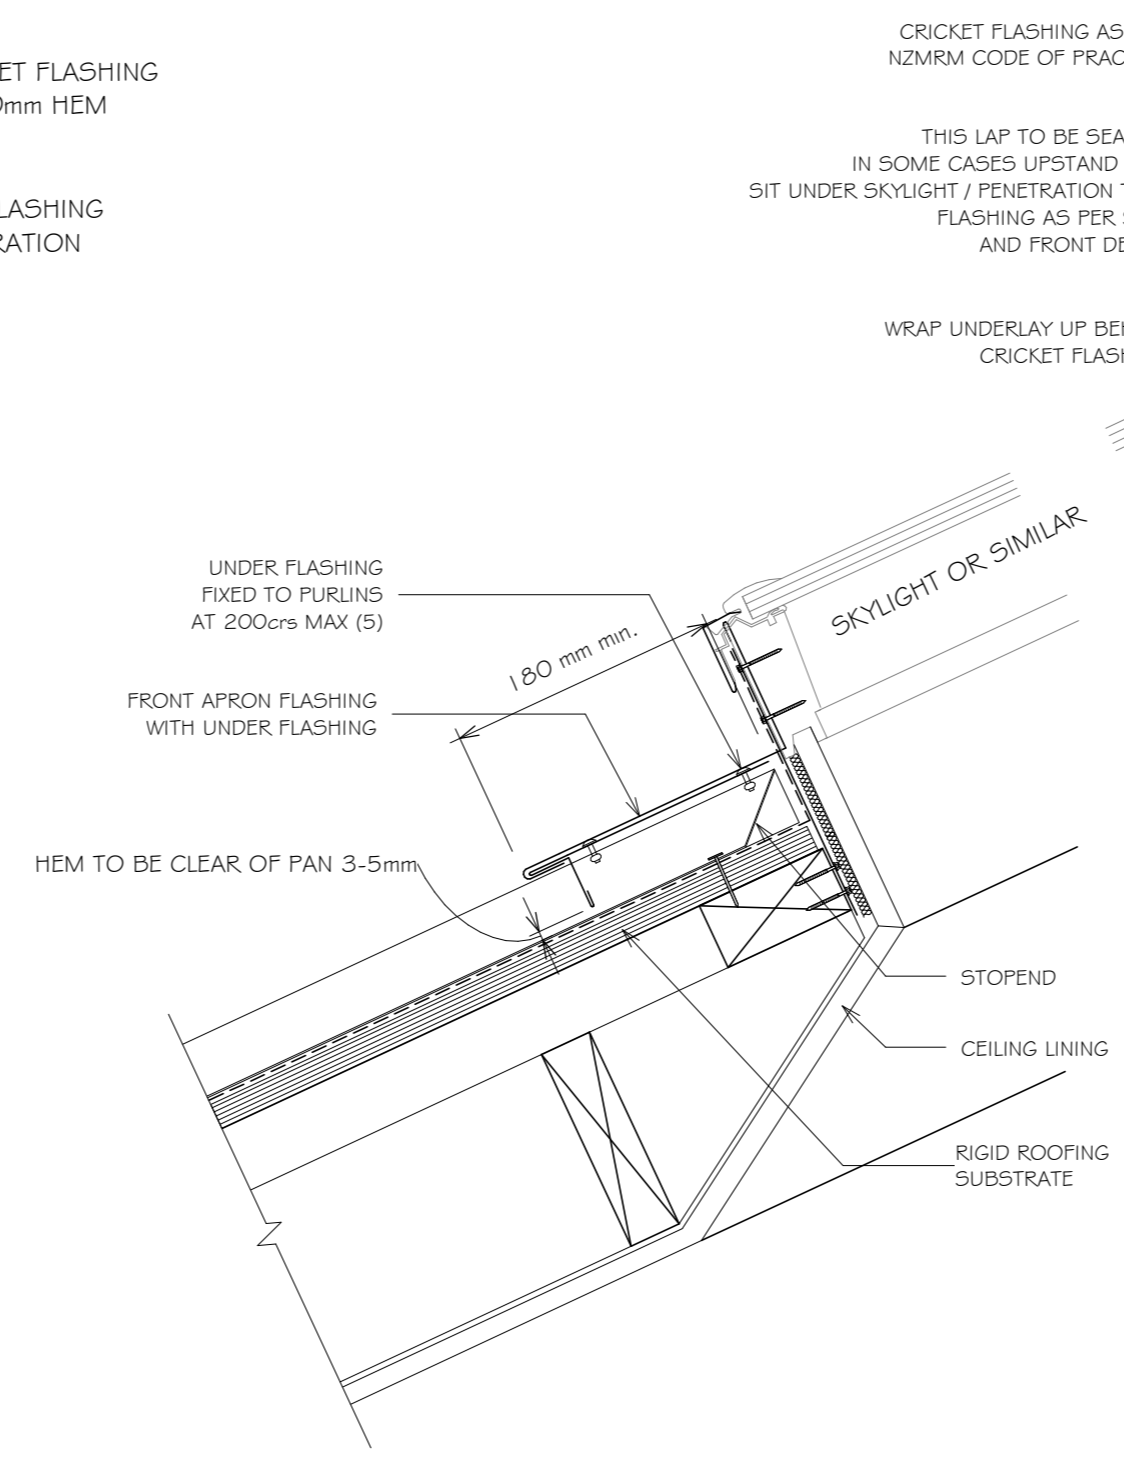 ET FLASHING
0mm HEM
LASHING
RATION
CRICKET FLASHING AS
NZMRM CODE OF PRAC
THIS LAP TO BE SEA
IN SOME CASES UPSTAND
SIT UNDER SKYLIGHT / PENETRATION T
FLASHING AS PER S
AND FRONT DE
WRAP UNDERLAY UP BEH
CRICKET FLASH
SKYLIGHT OR SIMILAR
UNDER FLASHING
FIXED TO PURLINS
AT 200crs MAX (5)
180 mm min.
FRONT APRON FLASHING
WITH UNDER FLASHING
HEM TO BE CLEAR OF PAN 3-5mm
STOPEND
CEILING LINING
RIGID ROOFING
SUBSTRATE